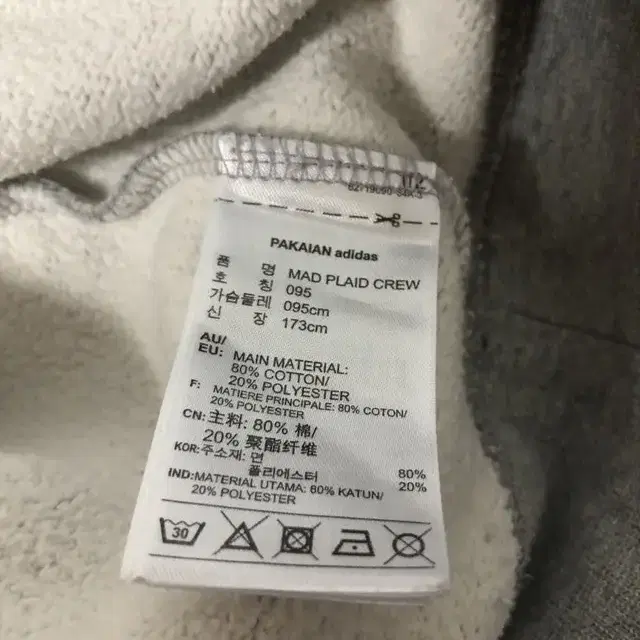 PAKAIAN adidas
품 명 MAD PLAID CREW
호 칭 095
가슴둘레 095cm
신 장 173cm
AU/
EU: MAIN MATERIAL:
80% COTTON/
20% POLYESTER
F: MATIERE PRINCIPALE: 80% COTON/
20% POLYESTER
CN: 主料: 80% 棉/
20% 聚酯纤维
KOR: 주소재: 면 80%
폴리에스터 20%
IND: MATERIAL UTAMA: 80% KATUN/
20% POLYESTER
30